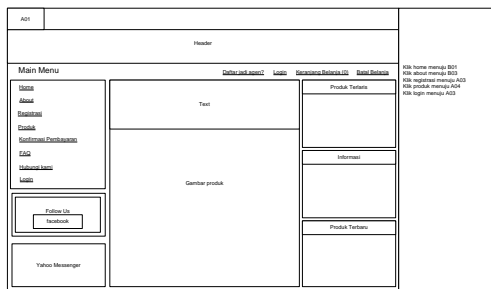 A01
Header
Main Menu
Daftar jadi agen? Login Keranjang Belanja (0) Batal Belanja
Home
About
Registrasi
Produk
Konfirmasi Pembayaran
FAQ
Hubungi kami
Login
Follow Us
facebook
Yahoo Messenger
Text
Gambar produk
Produk Terlaris
Informasi
Produk Terbaru
Klik home menuju B01
Klik about menuju B03
Klik registrasi menuju A03
Klik produk menuju A04
Klik login menuju A03